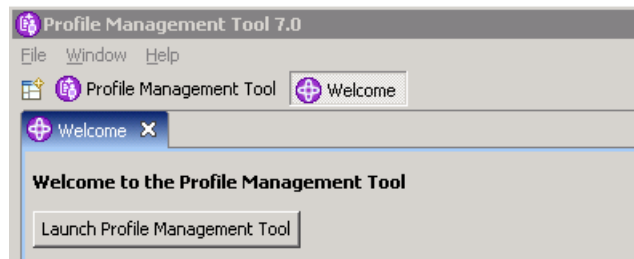 Profile Management Tool 7.0
File Window Help
Profile Management Tool Welcome
Welcome
Welcome to the Profile Management Tool
Launch Profile Management Tool